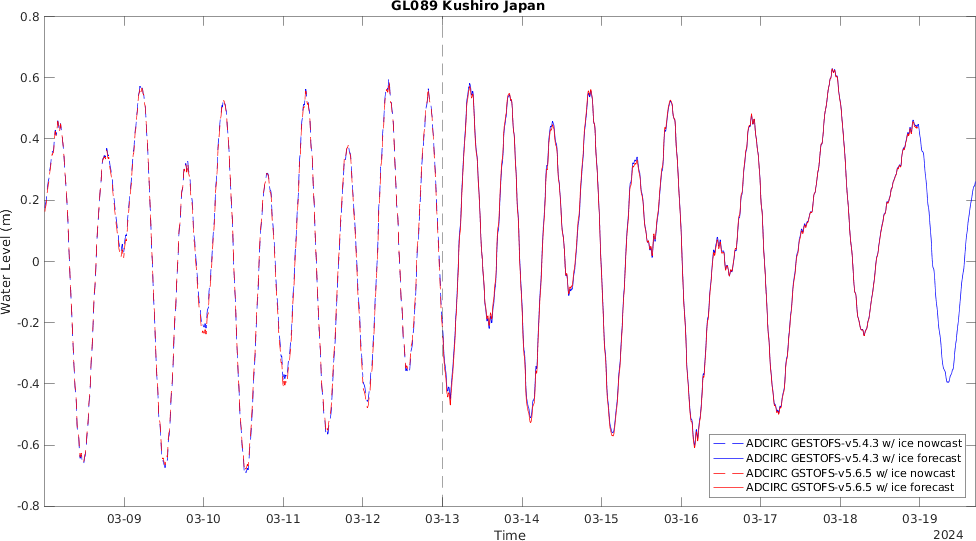 GL089 Kushiro Japan
Water Level (m)
0.8
0.6
0.4
0.2
0
-0.2
-0.4
-0.6
-0.8
ADCIRC GESTOFS-v5.4.3 w/ ice nowcast
ADCIRC GESTOFS-v5.4.3 w/ ice forecast
ADCIRC GSTOFS-v5.6.5 w/ ice nowcast
ADCIRC GSTOFS-v5.6.5 w/ ice forecast
03-09 03-10 03-11 03-12 03-13 03-14 03-15 03-16 03-17 03-18 03-19
Time
2024